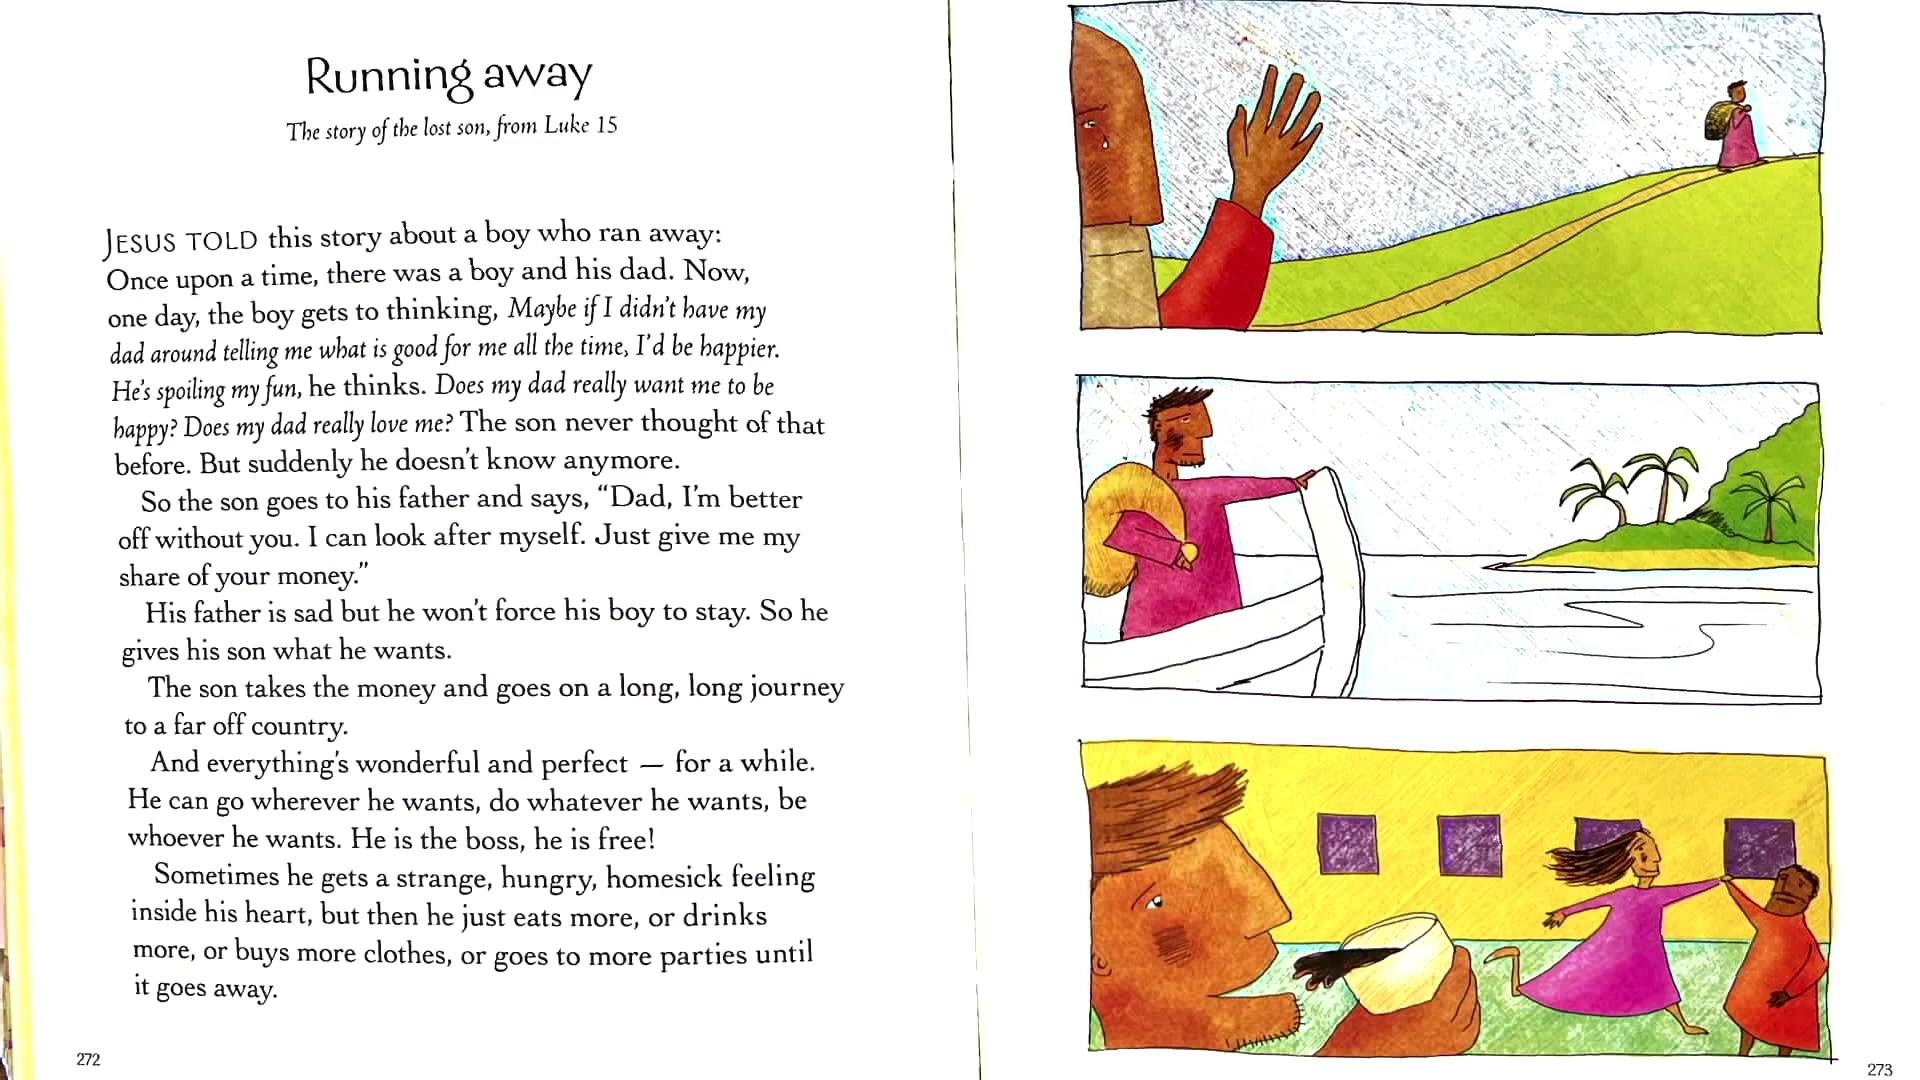 Running away
The story of the lost son, from Luke 15
JESUS TOLD this story about a boy who ran away:
Once upon a time, there was a boy and his dad. Now,
one day, the boy gets to thinking, Maybe if I didn't have my
dad around telling me what is good for me all the time, I'd be happier.
He's spoiling my fun, he thinks. Does my dad really want me to be
happy? Does my dad really love me? The son never thought of that
before. But suddenly he doesn't know anymore.
So the son goes to his father and says, “Dad, I'm better
off without you. I can look after myself. Just give me my
share of your money.”
His father is sad but he won't force his boy to stay. So he
gives his son what he wants.
The son takes the money and goes on a long, long journey
to a far off country.
And everything's wonderful and perfect — for a while.
He can go wherever he wants, do whatever he wants, be
whoever he wants. He is the boss, he is free!
Sometimes he gets a strange, hungry, homesick feeling
inside his heart, but then he just eats more, or drinks
more, or buys more clothes, or goes to more parties until
it goes away.
272
273